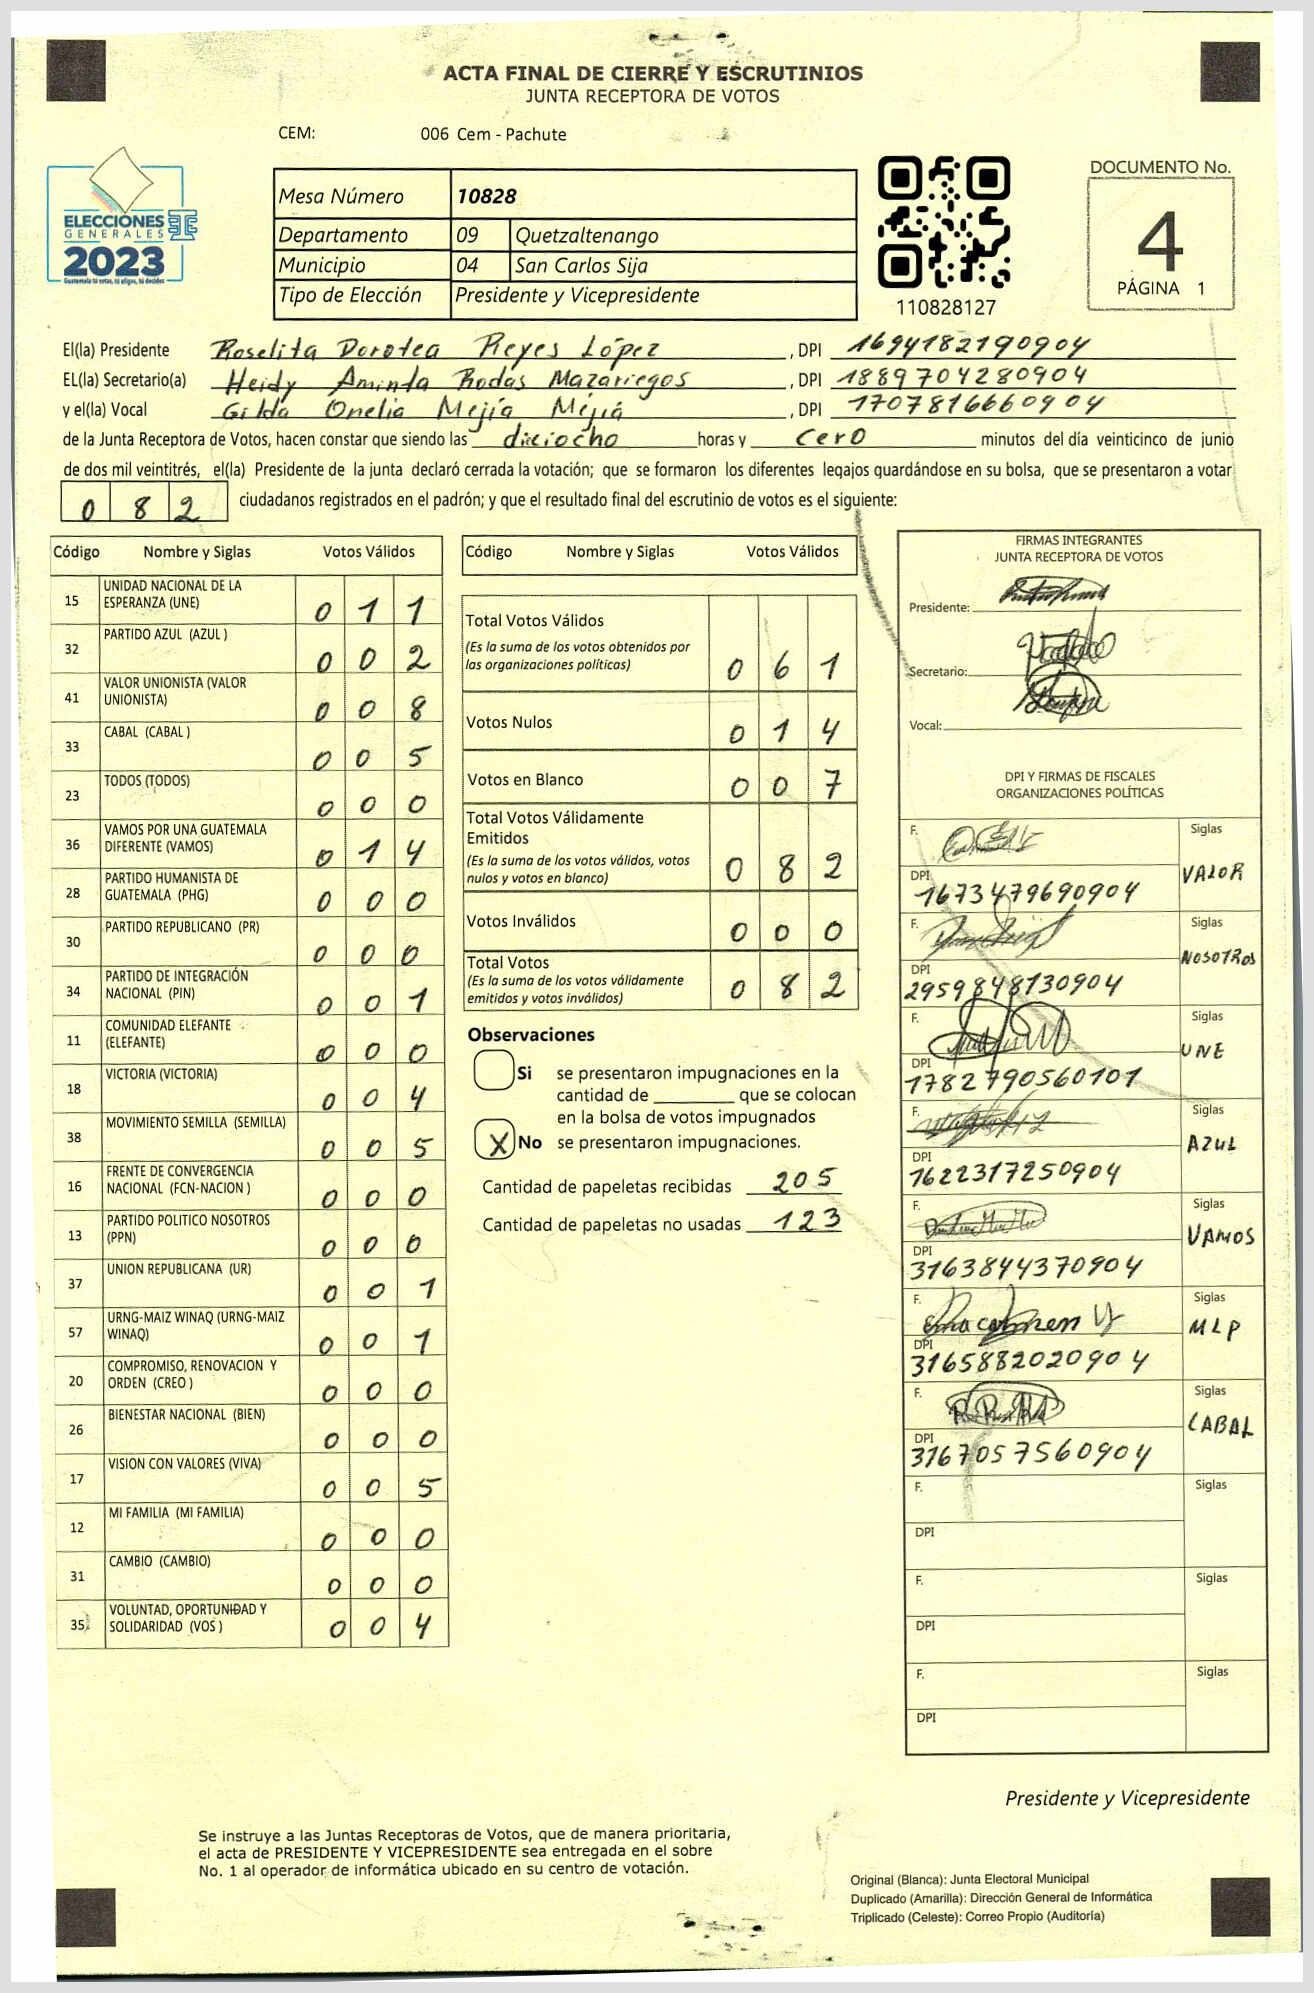 ACTA FINAL DE CIERRE Y ESCRUTINIOS
JUNTA RECEPTORA DE VOTOS
CEM: 006 Cem - Pachute
ELECCIONES
GENERALES
2023
Guatemala tú votas, tú eliges, tú decides
Mesa Número 10828
Departamento 09 Quetzaltenango
Municipio 04 San Carlos Sija
Tipo de Elección Presidente y Vicepresidente
110828127
DOCUMENTO No.
4
PÁGINA 1
El(la) Presidente Roselita Dorotea Reyes López, DPI 1694182190904
EL(la) Secretario(a) Heidy Aminta Rodas Mazariegos, DPI 1889704280904
y el(la) Vocal Gilda Onelia Mejía Mejía, DPI 1707816660904
de la Junta Receptora de Votos, hacen constar que siendo las dieciocho horas y cero minutos del día veinticinco de junio
de dos mil veintitrés, el(la) Presidente de la junta declaró cerrada la votación; que se formaron los diferentes legajos guardándose en su bolsa, que se presentaron a votar
0 8 2 ciudadanos registrados en el padrón; y que el resultado final del escrutinio de votos es el siguiente:
Código Nombre y Siglas Votos Válidos
15 UNIDAD NACIONAL DE LA ESPERANZA (UNE) 0 1 1
32 PARTIDO AZUL (AZUL ) 0 0 2
41 VALOR UNIONISTA (VALOR UNIONISTA) 0 0 8
33 CABAL (CABAL ) 0 0 5
23 TODOS (TODOS) 0 0 0
36 VAMOS POR UNA GUATEMALA DIFERENTE (VAMOS) 0 1 4
28 PARTIDO HUMANISTA DE GUATEMALA (PHG) 0 0 0
30 PARTIDO REPUBLICANO (PR) 0 0 0
34 PARTIDO DE INTEGRACIÓN NACIONAL (PIN) 0 0 1
11 COMUNIDAD ELEFANTE (ELEFANTE) 0 0 0
18 VICTORIA (VICTORIA) 0 0 4
38 MOVIMIENTO SEMILLA (SEMILLA) 0 0 5
16 FRENTE DE CONVERGENCIA NACIONAL (FCN-NACION ) 0 0 0
13 PARTIDO POLITICO NOSOTROS (PPN) 0 0 0
37 UNION REPUBLICANA (UR) 0 0 1
57 URNG-MAIZ WINAQ (URNG-MAIZ WINAQ) 0 0 1
20 COMPROMISO, RENOVACION Y ORDEN (CREO ) 0 0 0
26 BIENESTAR NACIONAL (BIEN) 0 0 0
17 VISION CON VALORES (VIVA) 0 0 5
12 MI FAMILIA (MI FAMILIA) 0 0 0
31 CAMBIO (CAMBIO) 0 0 0
35 VOLUNTAD, OPORTUNIDAD Y SOLIDARIDAD (VOS ) 0 0 4
Código Nombre y Siglas Votos Válidos
Total Votos Válidos
(Es la suma de los votos obtenidos por
las organizaciones políticas) 0 6 1
Votos Nulos 0 1 4
Votos en Blanco 0 0 7
Total Votos Válidamente
Emitidos
(Es la suma de los votos válidos, votos
nulos y votos en blanco) 0 8 2
Votos Inválidos 0 0 0
Total Votos
(Es la suma de los votos válidamente
emitidos y votos inválidos) 0 8 2
Observaciones
Si se presentaron impugnaciones en la
cantidad de ________ que se colocan
en la bolsa de votos impugnados
X No se presentaron impugnaciones.
Cantidad de papeletas recibidas 205
Cantidad de papeletas no usadas 123
FIRMAS INTEGRANTES
JUNTA RECEPTORA DE VOTOS
Presidente:
Secretario:
Vocal:
DPI Y FIRMAS DE FISCALES
ORGANIZACIONES POLÍTICAS
F. Siglas
DPI VALOR
1673479690904
F. Siglas
DPI NOSOTROS
2959848130904
F. Siglas
DPI UNE
1782790560101
F. Siglas
DPI AZUL
1622317250904
F. Siglas
DPI VAMOS
3163844370904
F. Siglas
DPI MLP
3165882020904
F. Siglas
DPI CABAL
3167057560904
F. Siglas
DPI
F. Siglas
DPI
F. Siglas
DPI
Presidente y Vicepresidente
Se instruye a las Juntas Receptoras de Votos, que de manera prioritaria,
el acta de PRESIDENTE Y VICEPRESIDENTE sea entregada en el sobre
No. 1 al operador de informática ubicado en su centro de votación.
Original (Blanca): Junta Electoral Municipal
Duplicado (Amarilla): Dirección General de Informática
Triplicado (Celeste): Correo Propio (Auditoría)